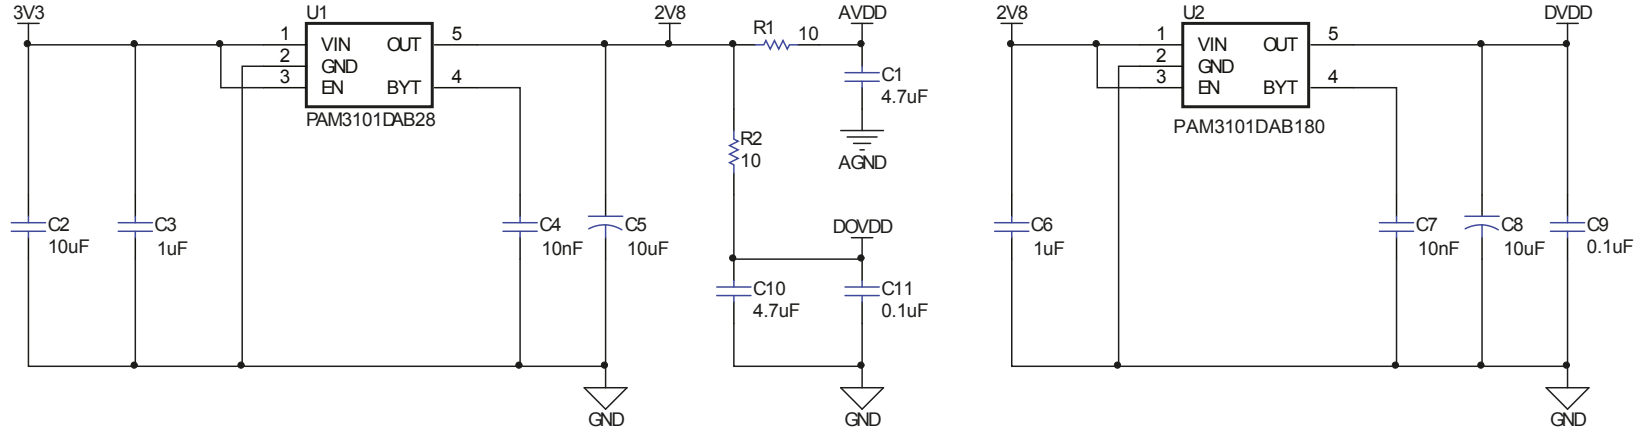 3V3
U1
1
2
3
VIN
GND
EN
OUT
BYT
5
4
PAM3101DAB28
C2
10uF
C3
1uF
C4
10nF
C5
10uF
GND
2V8
R1
10
AVDD
C1
4.7uF
AGND
R2
10
DOVDD
C10
4.7uF
C11
0.1uF
GND
2V8
U2
1
2
3
VIN
GND
EN
OUT
BYT
5
4
PAM3101DAB180
DVDD
C6
1uF
C7
10nF
C8
10uF
C9
0.1uF
GND